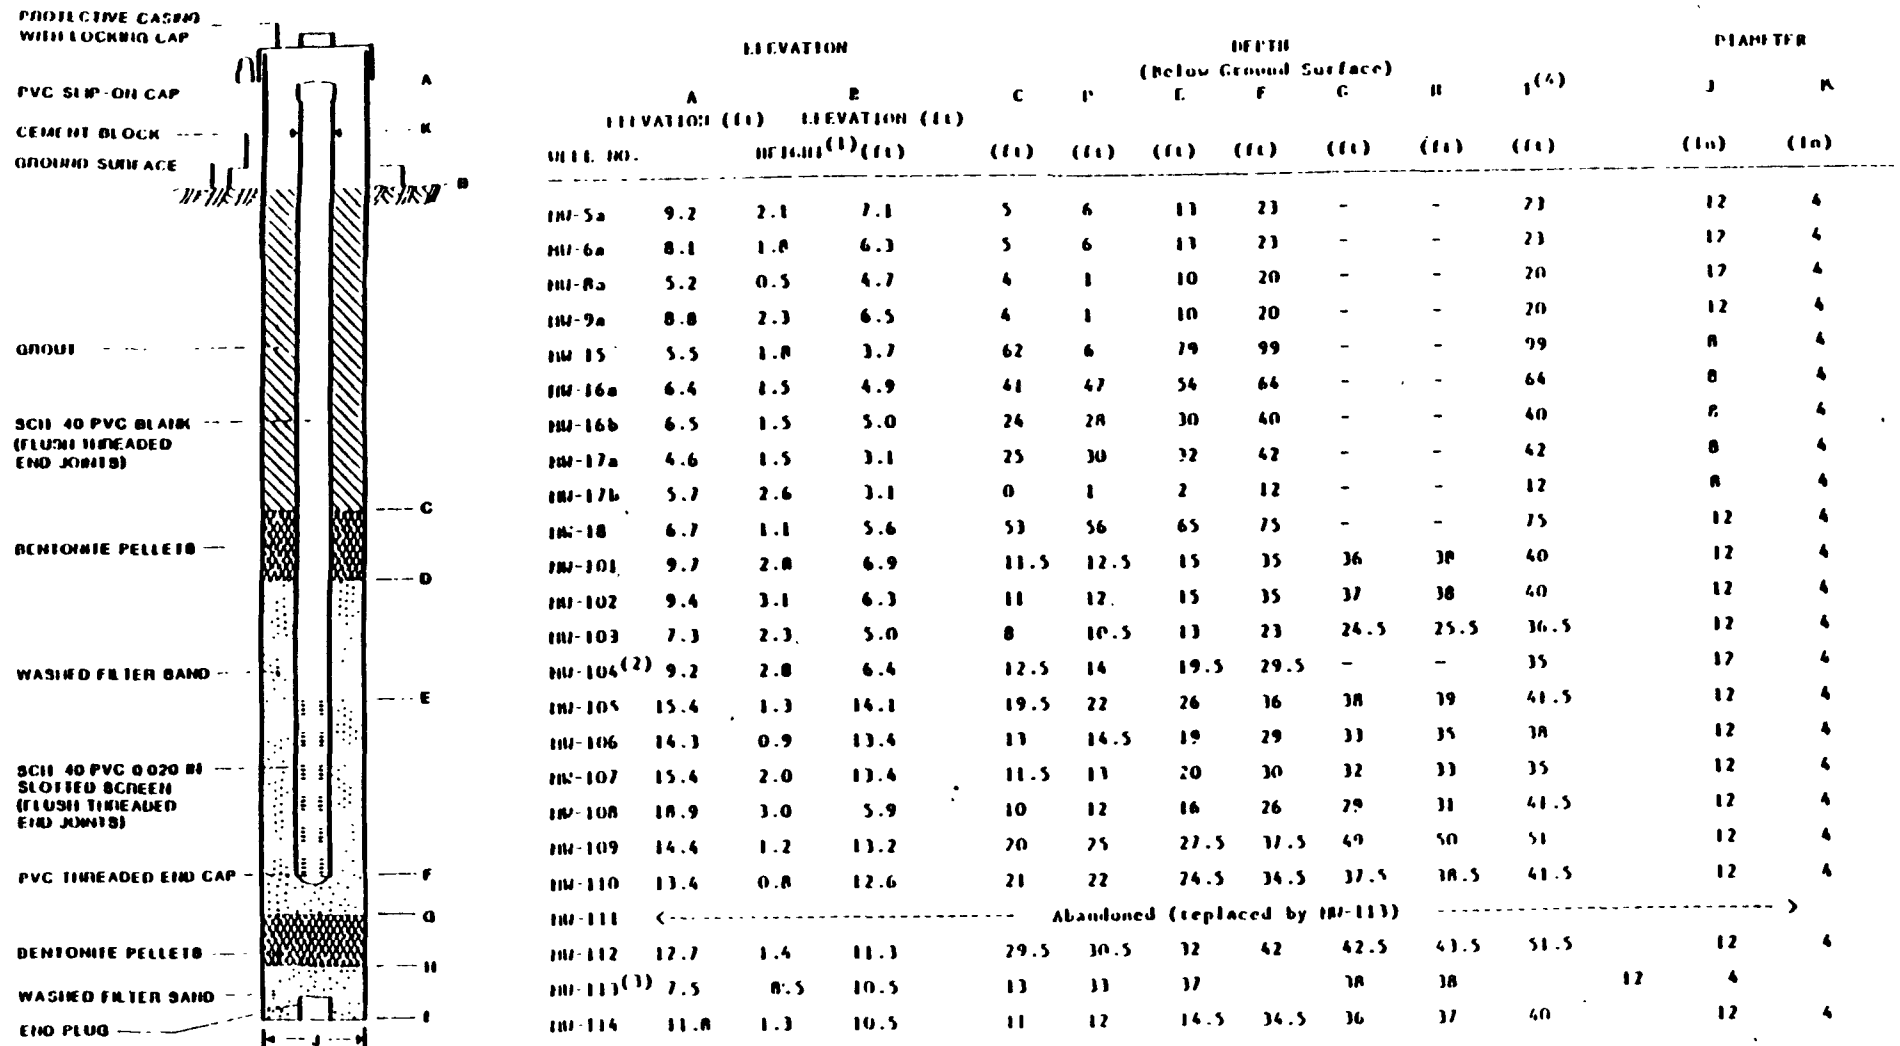 PROTECTIVE CASING
WITH LOCKING CAP
PVC SLIP-ON CAP
CEMENT BLOCK
GROUND SURFACE
GROUT
SCH 40 PVC BLANK
(FLUSH THREADED
END JOINTS)
BENTONITE PELLETS
WASHED FILTER SAND
SCH 40 PVC 0 020 IN
SLOTTED SCREEN
(FLUSH THREADED
END JOINTS)
PVC THREADED END CAP
BENTONITE PELLETS
WASHED FILTER SAND
END PLUG
A
K
B
C
D
E
F
G
H
I
J
ELEVATION DEPTH DIAMETER
(Below Ground Surface)
A B C D E F G H I(4) J K
ELEVATION (ft) ELEVATION (ft)
WELL NO. HEIGHT(1) (ft) (ft) (ft) (ft) (ft) (ft) (ft) (ft) (in) (in)
MW-5a 9.2 2.1 7.1 5 6 13 23 - - 23 12 4
MW-6a 8.1 1.8 6.3 5 6 13 23 - - 23 12 4
MW-8a 5.2 0.5 4.7 4 10 20 - - 20 12 4
MW-9a 8.8 2.3 6.5 4 10 20 - - 20 12 4
MW-15 5.5 1.8 3.7 62 6 79 99 - - 99 8 4
MW-16a 6.4 1.5 4.9 41 47 54 64 - - 64 8 4
MW-16b 6.5 1.5 5.0 24 28 30 40 - - 40 8 4
MW-17a 4.6 1.5 3.1 25 30 32 42 - - 42 8 4
MW-17b 5.7 2.6 3.1 0 1 2 12 - - 12 8 4
MW-18 6.7 1.1 5.6 53 56 65 75 - - 75 12 4
MW-101 9.7 2.8 6.9 11.5 12.5 15 35 36 38 40 12 4
MW-102 9.4 3.1 6.3 11 12 15 35 37 38 40 12 4
MW-103 7.3 2.3 5.0 8 10.5 13 23 24.5 25.5 36.5 12 4
MW-104(2) 9.2 2.8 6.4 12.5 14 19.5 29.5 - - 35 12 4
MW-105 15.4 1.3 14.1 19.5 22 26 36 38 39 41.5 12 4
MW-106 14.3 0.9 13.4 13 14.5 19 29 33 35 38 12 4
MW-107 15.4 2.0 13.4 11.5 13 20 30 32 33 35 12 4
MW-108 3.0 5.9 10 12 16 26 29 31 41.5 12 4
MW-109 14.4 1.2 13.2 20 25 27.5 37.5 49 50 51 12 4
MW-110 13.4 0.8 12.6 21 22 24.5 34.5 37.5 38.5 41.5 12 4
MW-111 <--- Abandoned (replaced by MW-113) --->
MW-112 12.7 1.4 11.3 29.5 30.5 32 42 42.5 43.5 51.5 12 4
MW-113(3) 7.5 10.5 13 33 37 38 38 12 4
MW-114 11.8 1.3 10.5 11 12 14.5 34.5 36 37 40 12 4